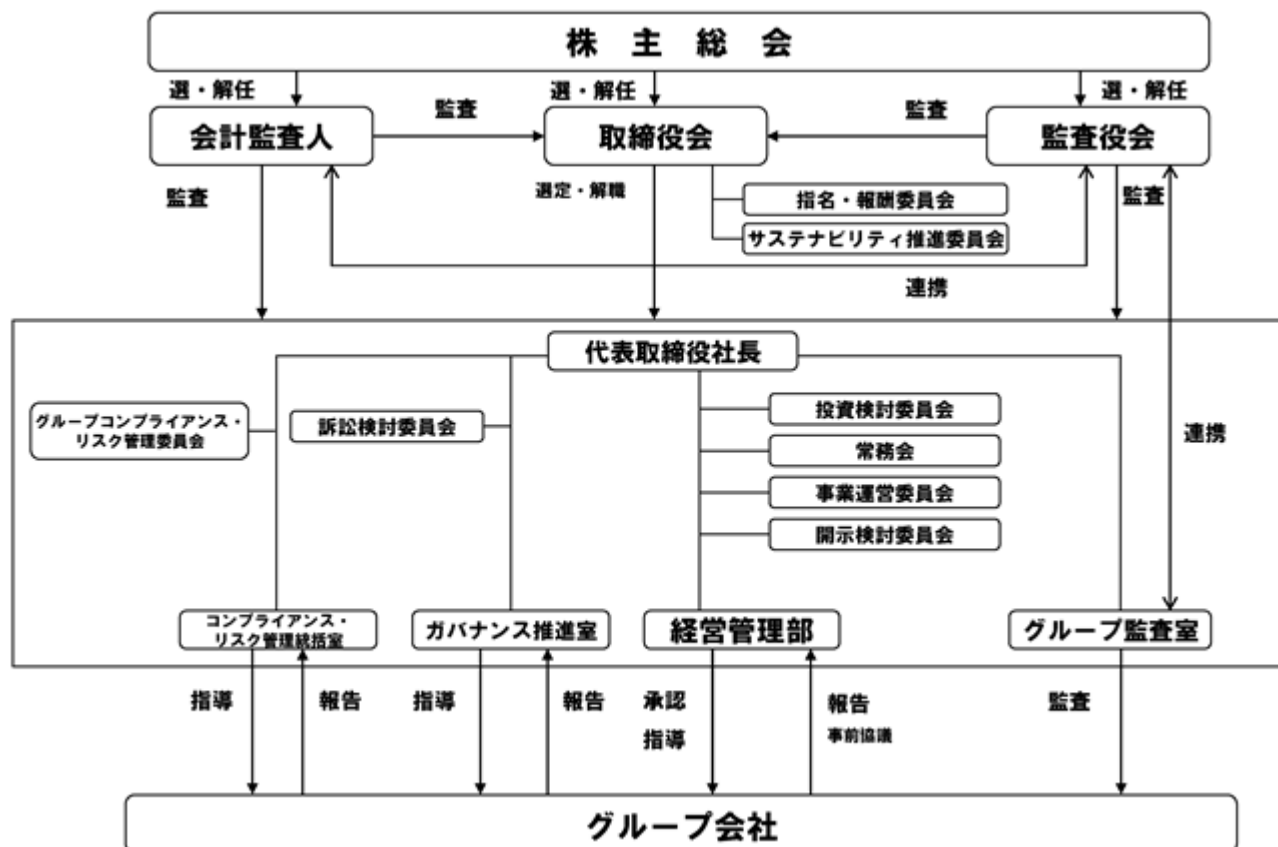 株主総会
選・解任
選・解任
選・解任
会計監査人
監査
取締役会
監査
監査役会
監査
選定・解職
監査
指名・報酬委員会
サステナビリティ推進委員会
連携
代表取締役社長
グループコンプライアンス・
リスク管理委員会
訴訟検討委員会
投資検討委員会
常務会
事業運営委員会
開示検討委員会
連携
コンプライアンス・
リスク管理統括室
ガバナンス推進室
経営管理部
グループ監査室
指導
報告
指導
報告
承認
指導
報告
事前協議
監査
グループ会社